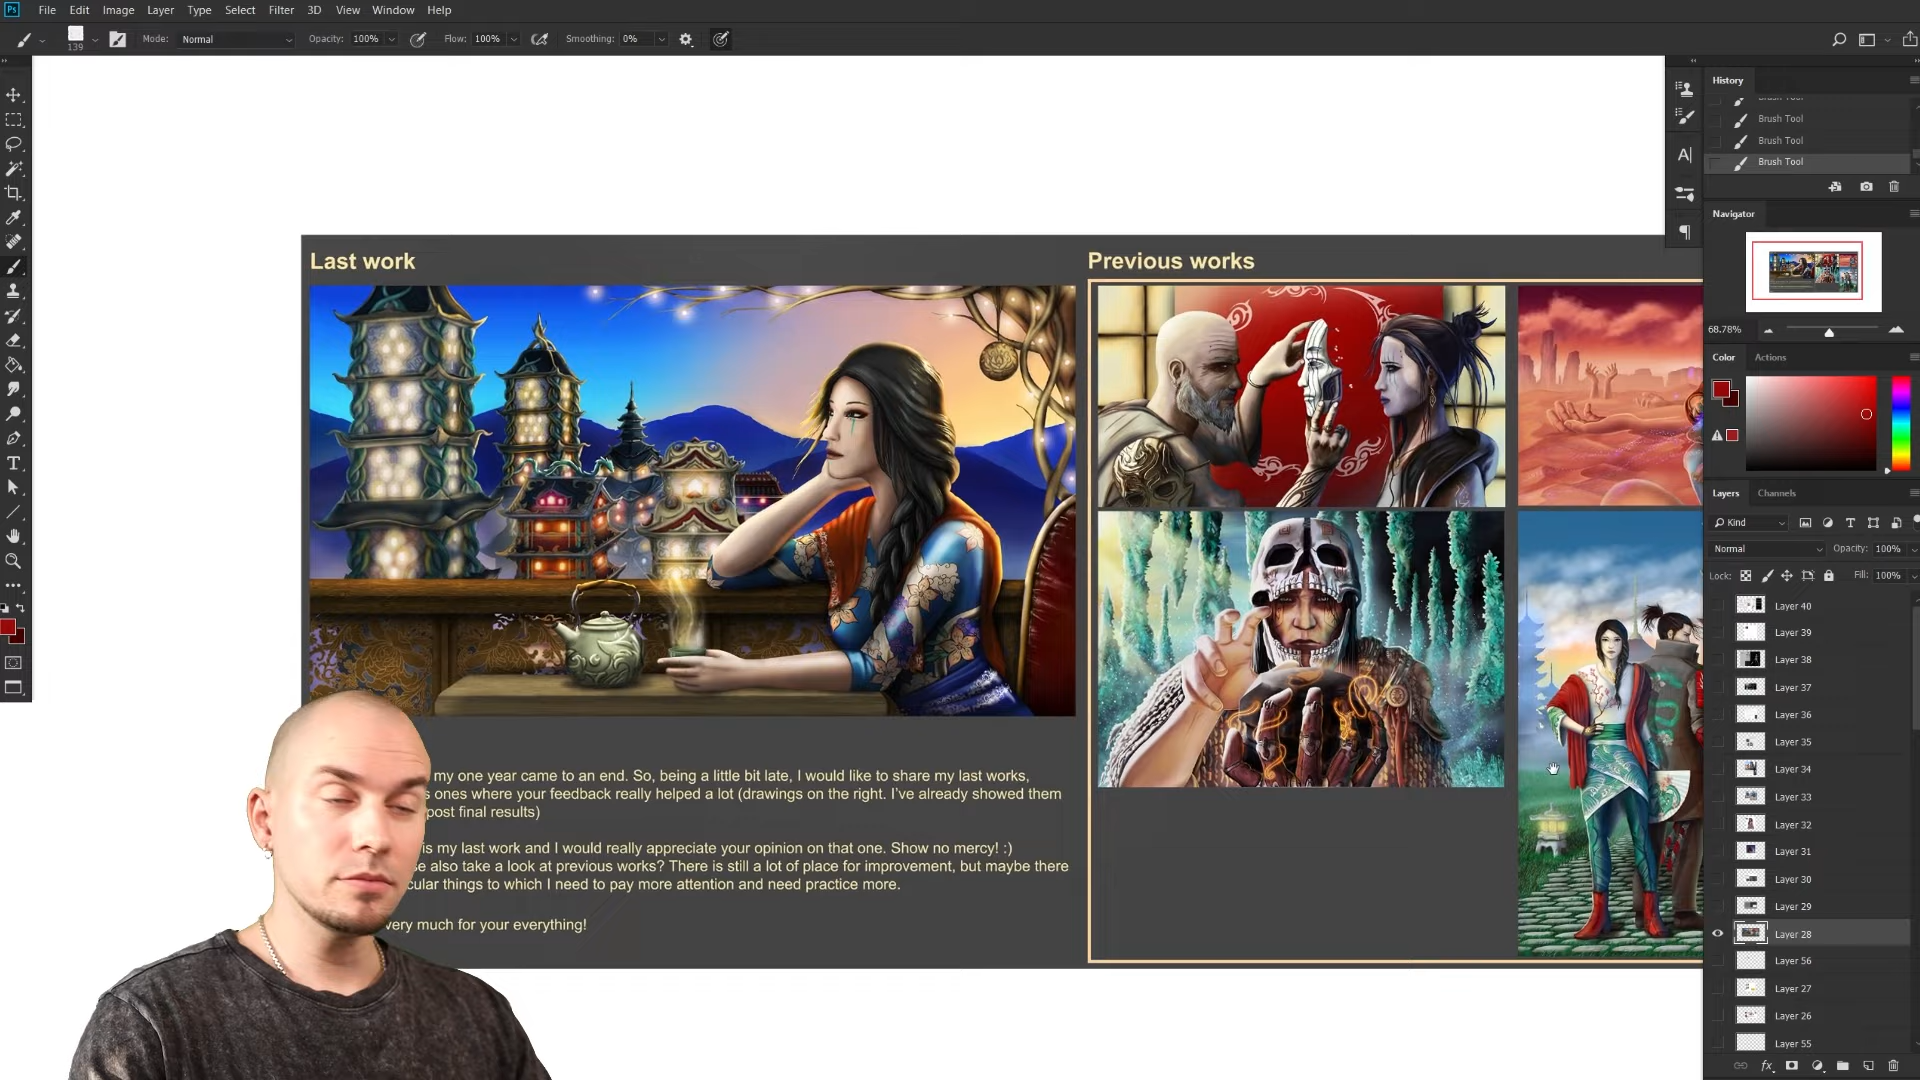 Ps File Edit Image Layer Type Select Filter 3D View Window Help
139 Mode: Normal Opacity: 100% Flow: 100% Smoothing: 0%
History
Brush Tool
Brush Tool
Brush Tool
Brush Tool
Navigator
68.78%
Color Actions
Layers Channels
Kind
Normal Opacity: 100%
Lock: Fill: 100%
Layer 40
Layer 39
Layer 38
Layer 37
Layer 36
Layer 35
Layer 34
Layer 33
Layer 32
Layer 31
Layer 30
Layer 29
Layer 28
Layer 56
Layer 27
Layer 26
Layer 55
fx
Last work
Previous works
my one year came to an end. So, being a little bit late, I would like to share my last works,
ones where your feedback really helped a lot (drawings on the right. I've already showed them
post final results)
is my last work and I would really appreciate your opinion on that one. Show no mercy! :)
also take a look at previous works? There is still a lot of place for improvement, but maybe there
things to which I need to pay more attention and need practice more.
very much for your everything!